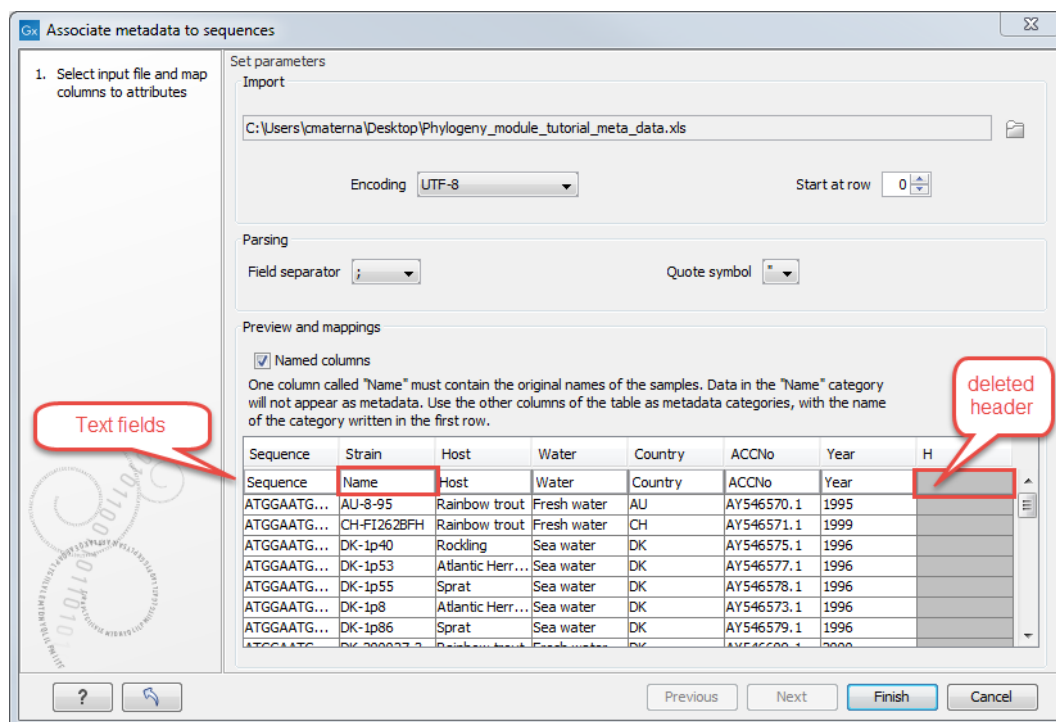 Gx Associate metadata to sequences
1. Select input file and map
columns to attributes
Set parameters
Import
C:\Users\cmaterna\Desktop\Phylogeny_module_tutorial_meta_data.xls
Encoding UTF-8 Start at row 0
Parsing
Field separator ; Quote symbol "
Preview and mappings
Named columns
One column called "Name" must contain the original names of the samples. Data in the "Name" category
will not appear as metadata. Use the other columns of the table as metadata categories, with the name
of the category written in the first row.
deleted
header
Text fields
Sequence Strain Host Water Country ACCNo Year H
Sequence Name Host Water Country ACCNo Year
ATGGAATG... AU-8-95 Rainbow trout Fresh water AU AY546570.1 1995
ATGGAATG... CH-FI262BFH Rainbow trout Fresh water CH AY546571.1 1999
ATGGAATG... DK-1p40 Rockling Sea water DK AY546575.1 1996
ATGGAATG... DK-1p53 Atlantic Herr... Sea water DK AY546577.1 1996
ATGGAATG... DK-1p55 Sprat Sea water DK AY546578.1 1996
ATGGAATG... DK-1p8 Atlantic Herr... Sea water DK AY546573.1 1996
ATGGAATG... DK-1p86 Sprat Sea water DK AY546579.1 1996
? Previous Next Finish Cancel